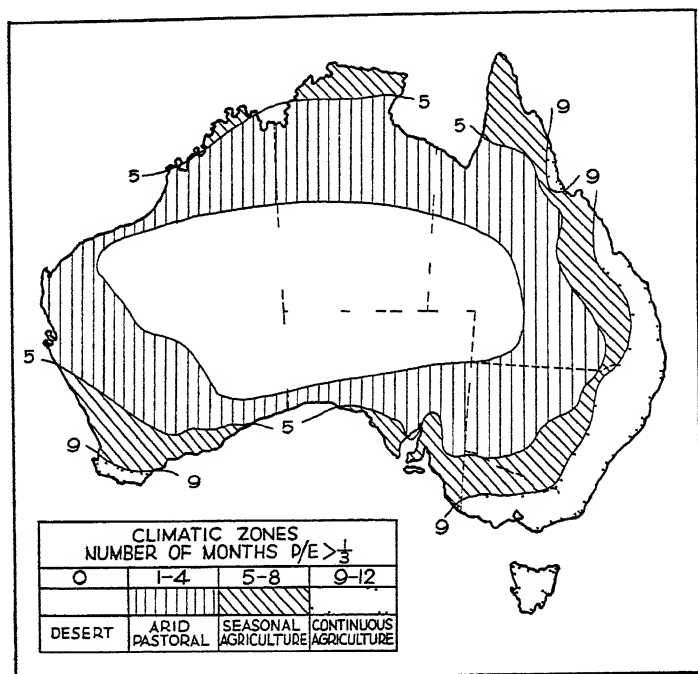 5
9
5
5
9
5
5
9
9
9
CLIMATIC ZONES
NUMBER OF MONTHS P/E > 1/3
0 1-4 5-8 9-12
DESERT ARID PASTORAL SEASONAL AGRICULTURE CONTINUOUS AGRICULTURE